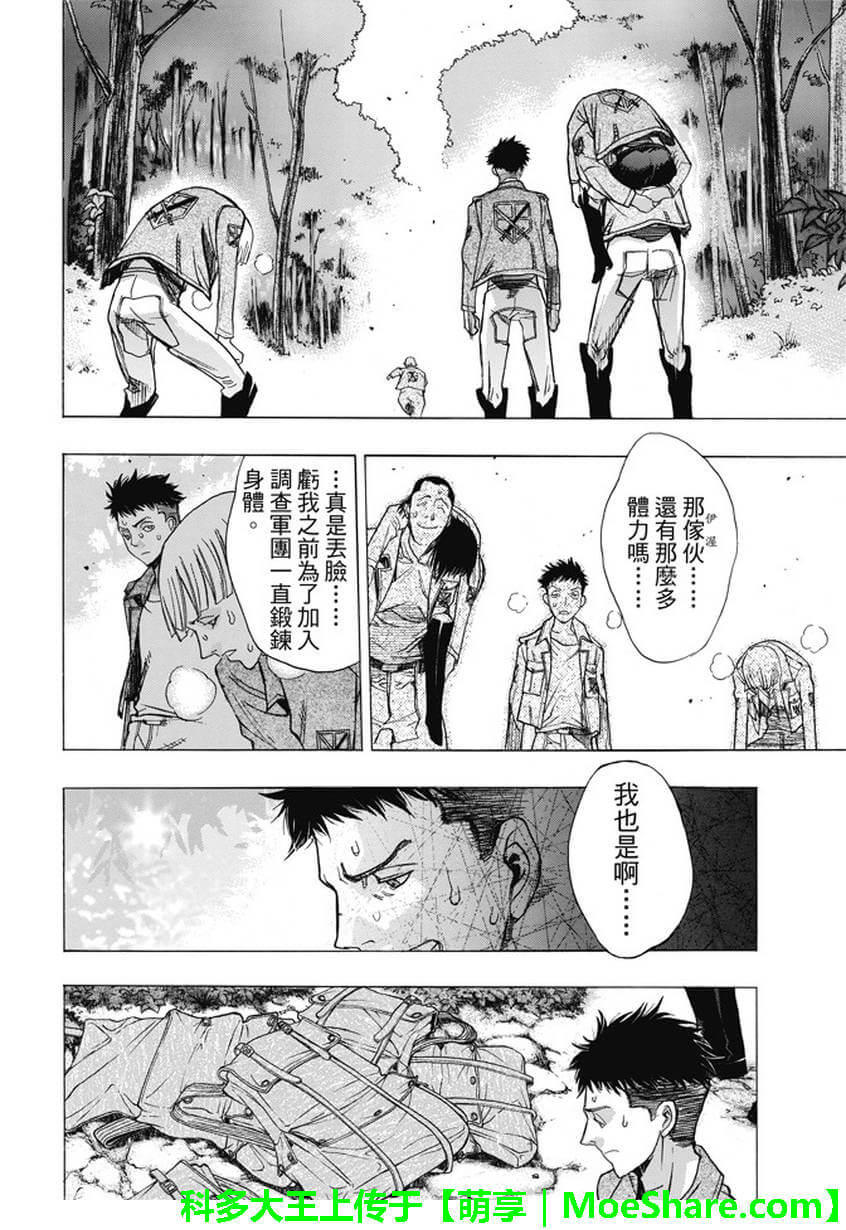 那傢伙……
伊渥
還有那麼多
體力嗎……
…真是丟臉……
虧我之前為了加入
調查軍團一直鍛鍊
身體。
我也是啊……
科多大王上传于【萌享｜MoeShare.com】